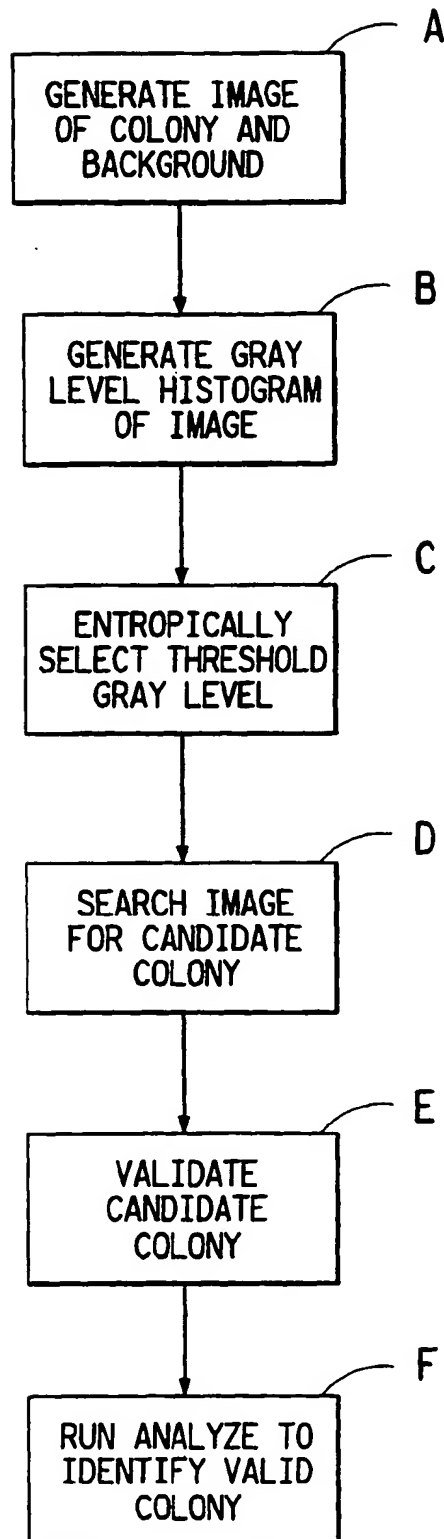 A
GENERATE IMAGE
OF COLONY AND
BACKGROUND
B
GENERATE GRAY
LEVEL HISTOGRAM
OF IMAGE
C
ENTROPICALLY
SELECT THRESHOLD
GRAY LEVEL
D
SEARCH IMAGE
FOR CANDIDATE
COLONY
E
VALIDATE
CANDIDATE
COLONY
F
RUN ANALYZE TO
IDENTIFY VALID
COLONY